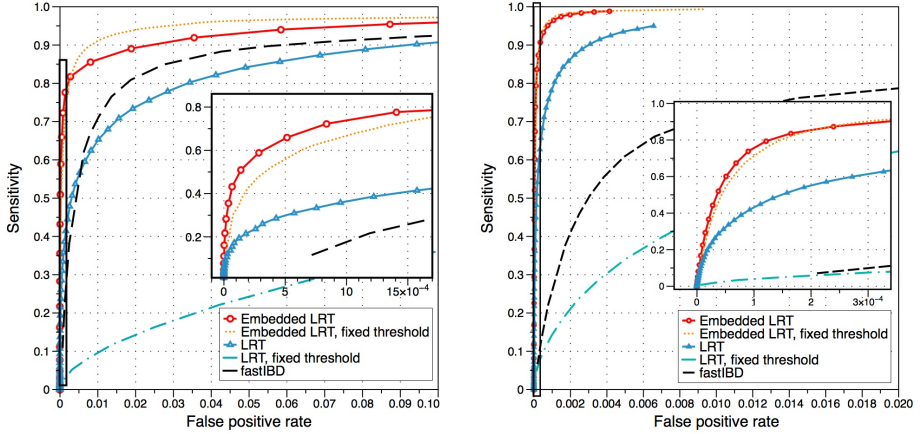 1.0
0.9
0.8
0.7
0.6
0.5
0.4
0.3
0.2
0.1
0
Sensitivity
0 0.01 0.02 0.03 0.04 0.05 0.06 0.07 0.08 0.09 0.10
False positive rate
0.8
0.6
0.4
0.2
0 5 10 15×10⁻⁴
Embedded LRT
Embedded LRT, fixed threshold
LRT
LRT, fixed threshold
fastIBD
1.0
0.9
0.8
0.7
0.6
0.5
0.4
0.3
0.2
0.1
0
Sensitivity
0 0.002 0.004 0.006 0.008 0.010 0.012 0.014 0.016 0.018 0.020
False positive rate
1.0
0.8
0.6
0.4
0.2
0
0 1 2 3×10⁻⁴
Embedded LRT
Embedded LRT, fixed threshold
LRT
LRT, fixed threshold
fastIBD